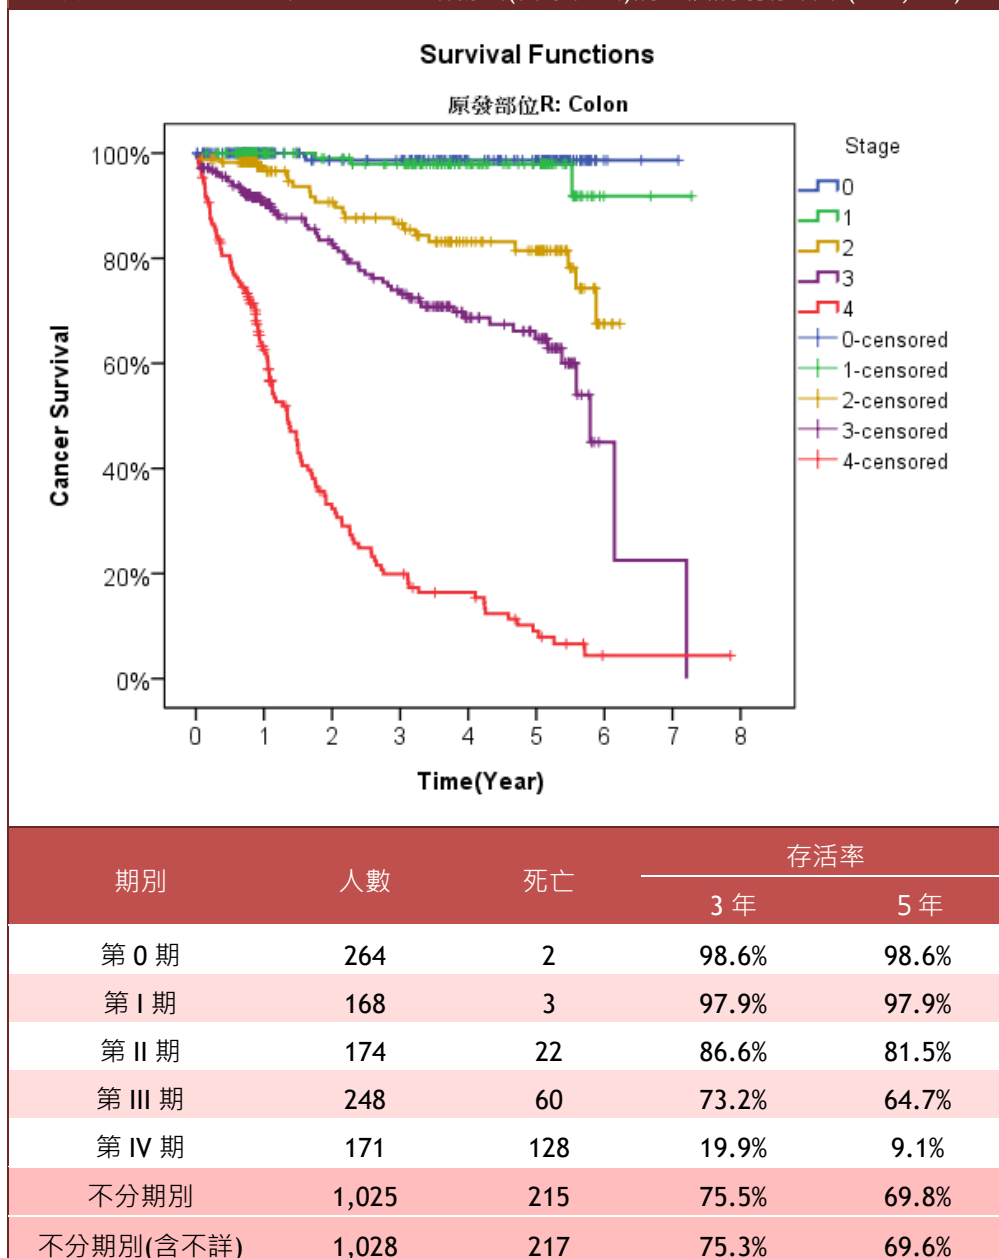 Survival Functions
原發部位R: Colon
Stage
0
1
2
3
4
0-censored
1-censored
2-censored
3-censored
4-censored
Cancer Survival
100%
80%
60%
40%
20%
0%
0 1 2 3 4 5 6 7 8
Time(Year)
期別 人數 死亡 存活率
3 年 5 年
第 0 期 264 2 98.6% 98.6%
第 I 期 168 3 97.9% 97.9%
第 II 期 174 22 86.6% 81.5%
第 III 期 248 60 73.2% 64.7%
第 IV 期 171 128 19.9% 9.1%
不分期別 1,025 215 75.5% 69.8%
不分期別(含不詳) 1,028 217 75.3% 69.6%